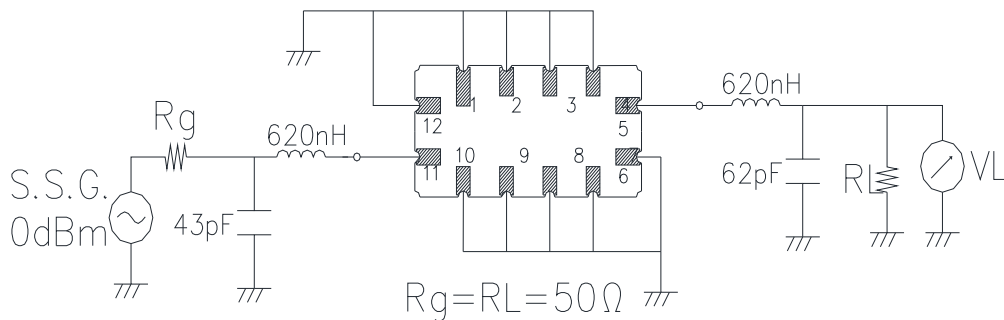 Rg
620nH
S.S.G.
0dBm
43pF
1
2
3
4
5
12
11
10
9
8
6
620nH
62pF
RL
VL
Rg=RL=50Ω